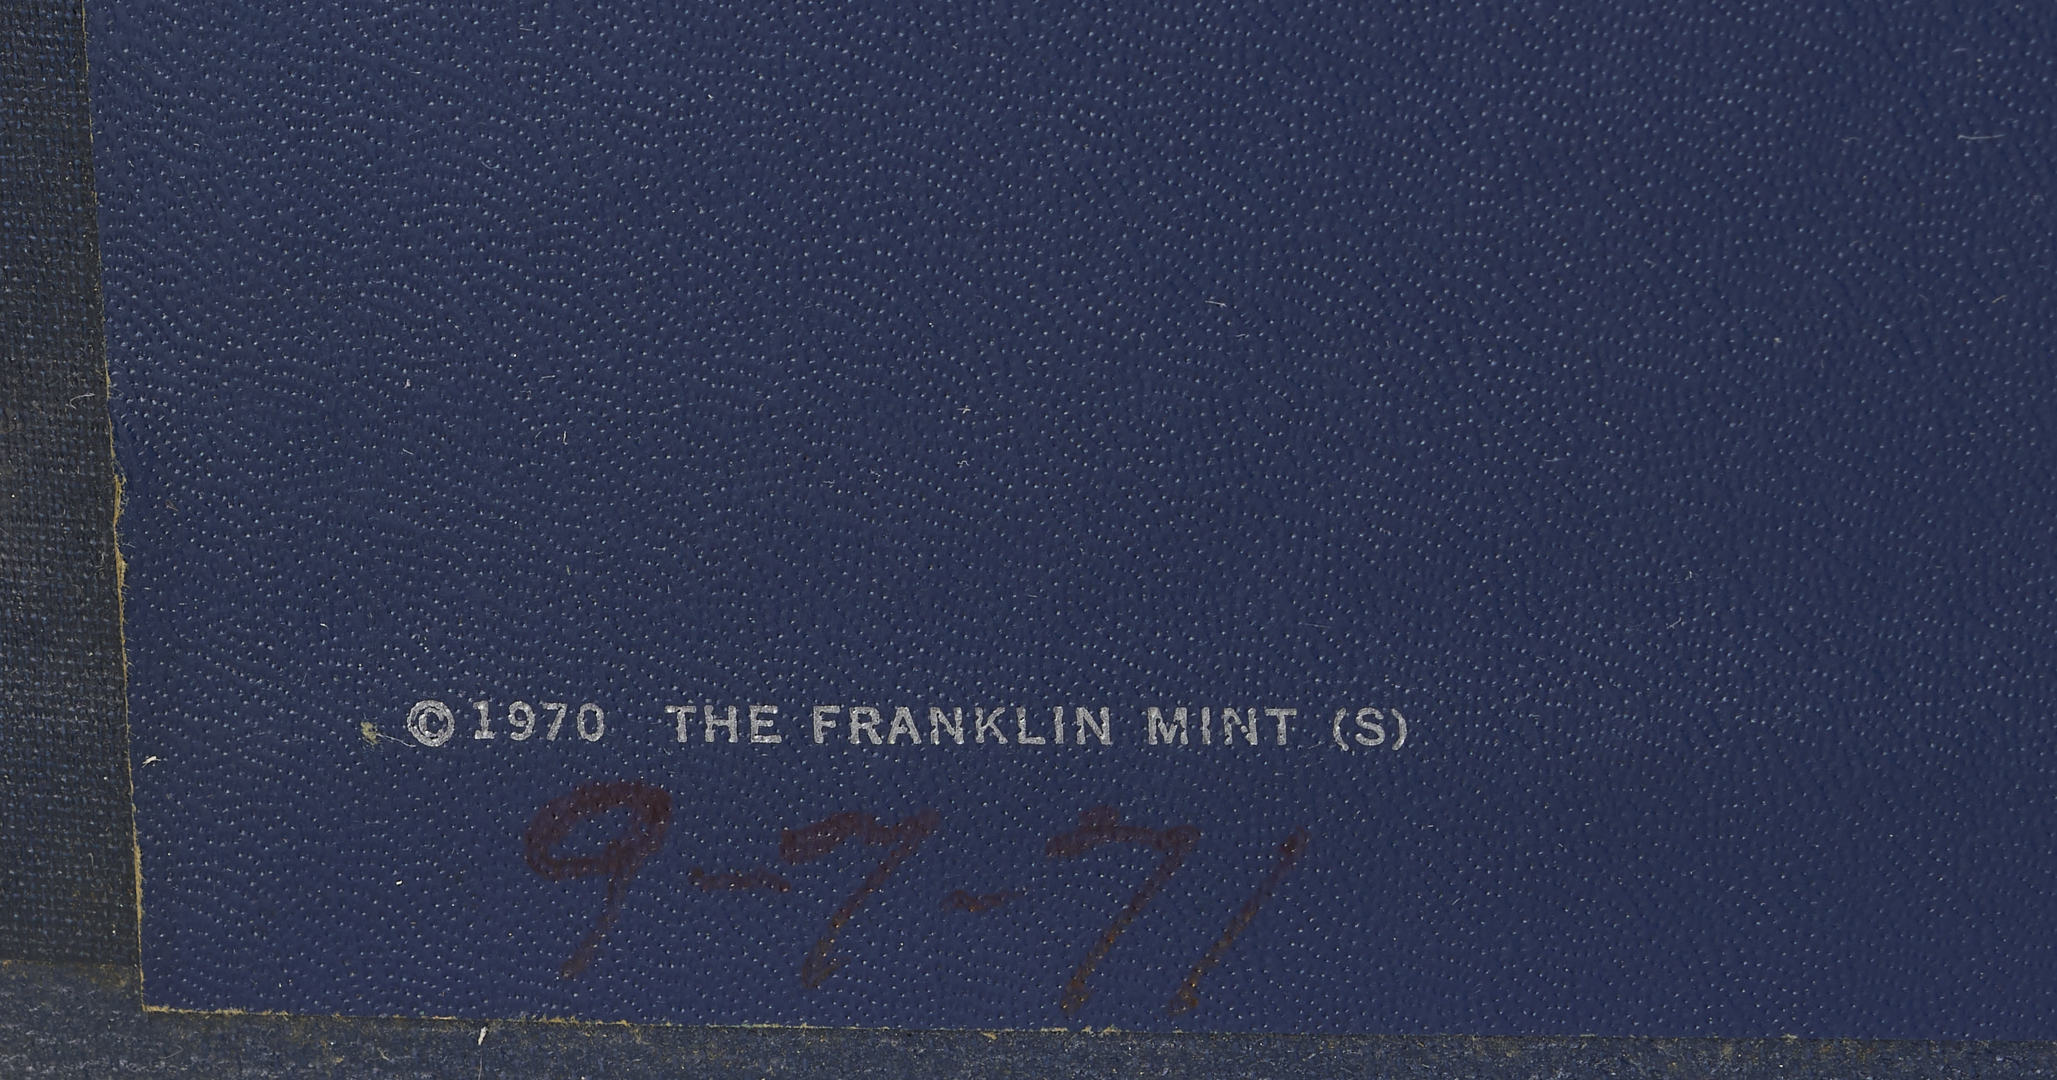 ©1970 THE FRANKLIN MINT (S)
9-7-71